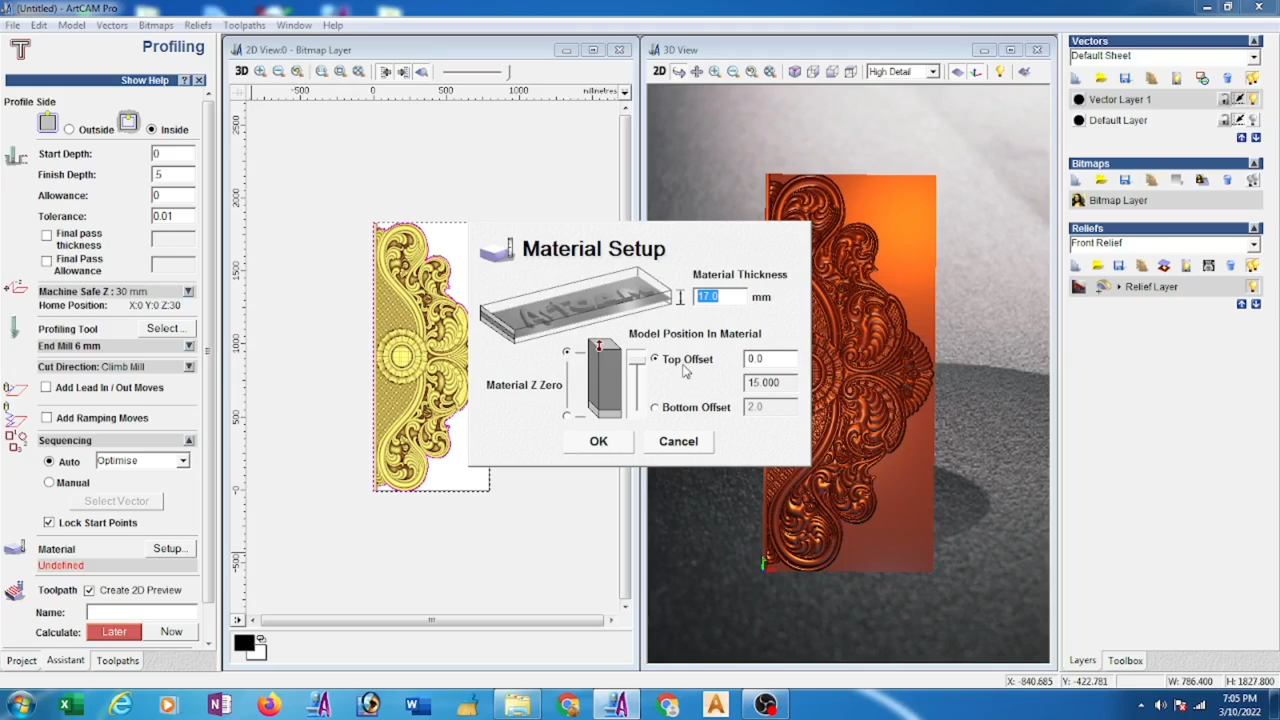 (Untitled) - ArtCAM Pro
File Edit Model Vectors Bitmaps Reliefs Toolpaths Window Help
Profiling
Show Help ?
Profile Side
Outside Inside
Start Depth: 0
Finish Depth: .5
Allowance: 0
Tolerance: 0.01
Final pass
thickness
Final Pass
Allowance
Machine Safe Z : 30 mm
Home Position: X:0 Y:0 Z:30
Profiling Tool Select...
End Mill 6 mm
Cut Direction: Climb Mill
Add Lead In / Out Moves
Add Ramping Moves
Sequencing
Auto Optimise
Manual
Select Vector
Lock Start Points
Material Setup...
Undefined
Toolpath Create 2D Preview
Name:
Calculate: Later Now
Project Assistant Toolpaths
2D View:0 - Bitmap Layer
3D
-500 0 500 1000 millimetres
2500
2000
1500
1000
500
-0
-500
3D View
2D High Detail
Material Setup
Material Thickness
17.0 mm
ArtCAM
Model Position In Material
Top Offset 0.0
Material Z Zero 15.000
Bottom Offset 2.0
OK Cancel
Vectors
Default Sheet
Vector Layer 1
Default Layer
Bitmaps
Bitmap Layer
Reliefs
Front Relief
Relief Layer
Layers Toolbox
X: -840.685 Y: -422.781 W: 786.400 H: 1827.800
7:05 PM
3/10/2022